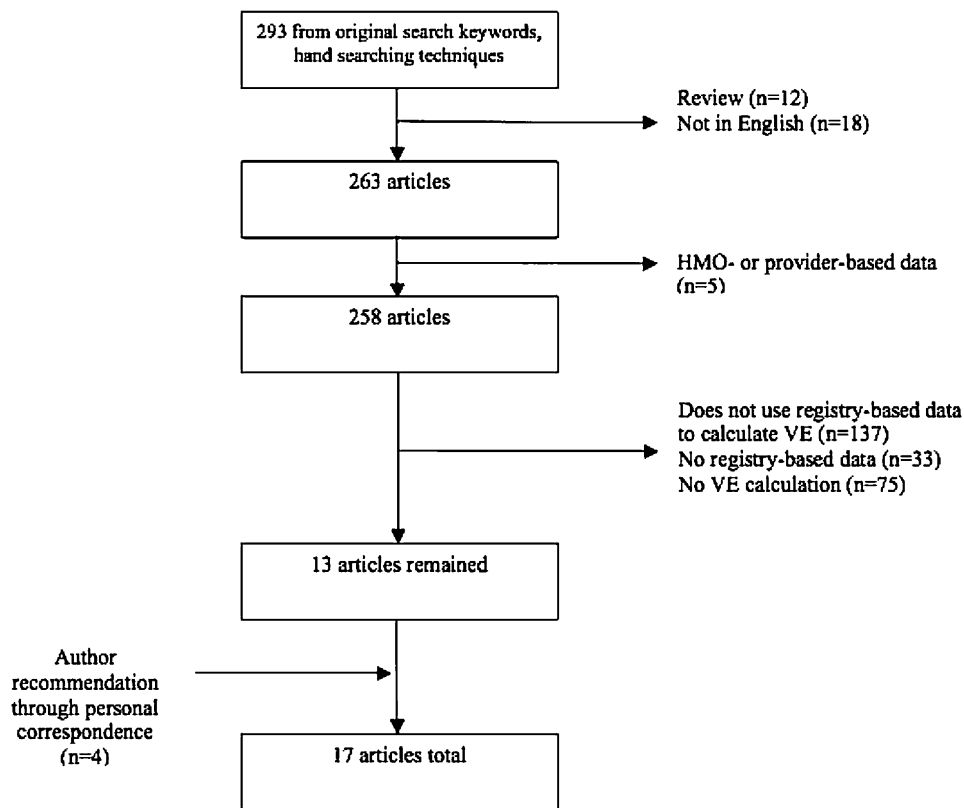 293 from original search keywords,
hand searching techniques
Review (n=12)
Not in English (n=18)
263 articles
HMO- or provider-based data
(n=5)
258 articles
Does not use registry-based data
to calculate VE (n=137)
No registry-based data (n=33)
No VE calculation (n=75)
13 articles remained
Author
recommendation
through personal
correspondence
(n=4)
17 articles total